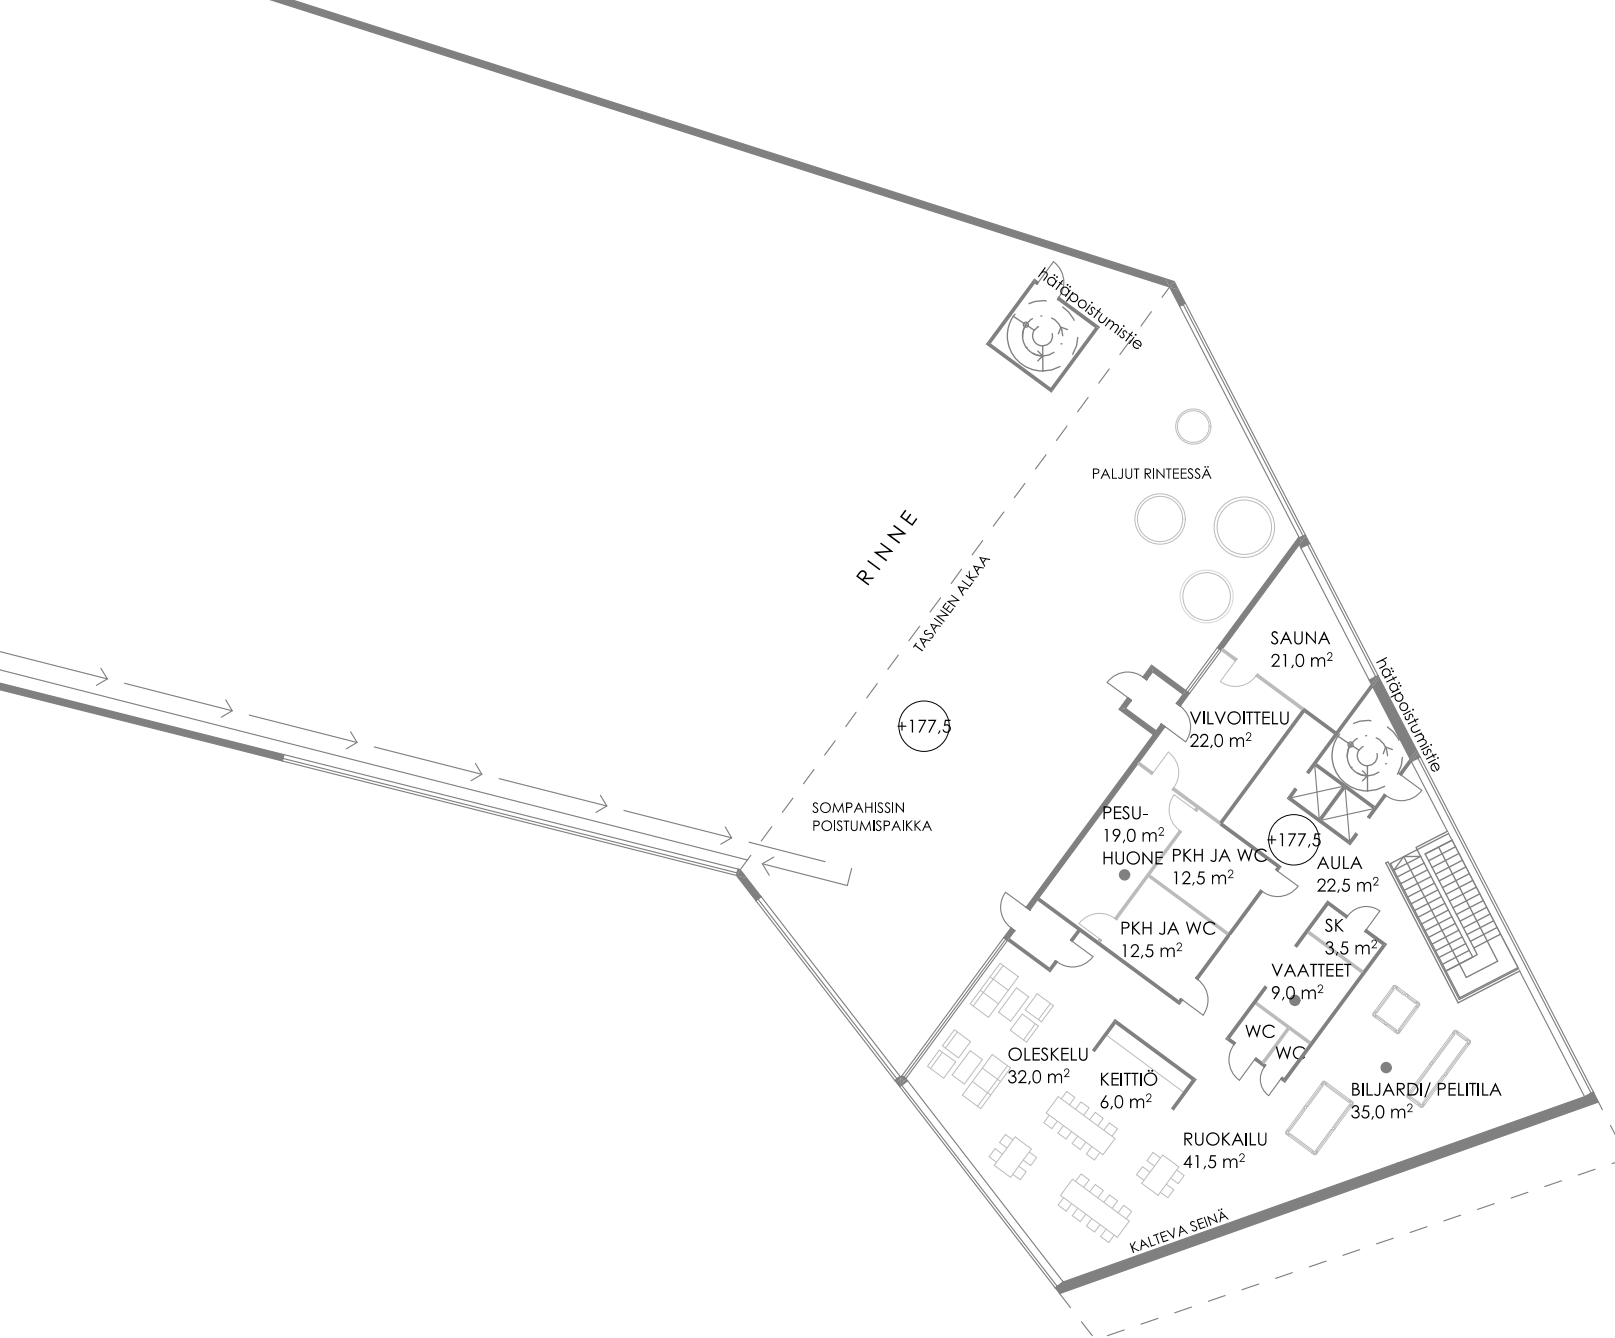 hätäpoistumistie
PALJUT RINTEESSÄ
RINNE
TASAINEN ALKAA
SAUNA
21,0 m²
hätäpoistumistie
+177,5
VILVOITTELU
22,0 m²
SOMPAHISSIN
POISTUMISPAIKKA
PESU-
19,0 m²
HUONE
+177,5
PKH JA WC
12,5 m²
AULA
22,5 m²
PKH JA WC
12,5 m²
SK
3,5 m²
VAATTEET
9,0 m²
WC
WC
OLESKELU
32,0 m²
KEITTIÖ
6,0 m²
BILJARDI/ PELITILA
35,0 m²
RUOKAILU
41,5 m²
KALTEVA SEINÄ